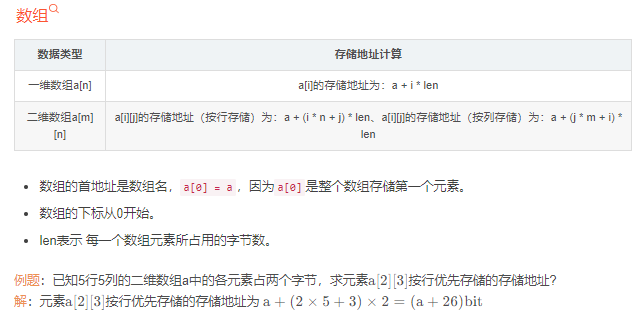 数组
数据类型 存储地址计算
一维数组a[n] a[i]的存储地址为：a + i * len
二维数组a[m] a[i][j]的存储地址（按行存储）为：a + (i * n + j) * len、a[i][j]的存储地址（按列存储）为：a + (j * m + i) *
[n] len
数组的首地址是数组名，a[0] = a，因为a[0]是整个数组存储第一个元素。
数组的下标从0开始。
len表示 每一个数组元素所占用的字节数。
例题：已知5行5列的二维数组a中的各元素占两个字节，求元素a[2][3]按行优先存储的存储地址?
解：元素a[2][3]按行优先存储的存储地址为 a + (2 × 5 + 3) × 2 = (a + 26)bit